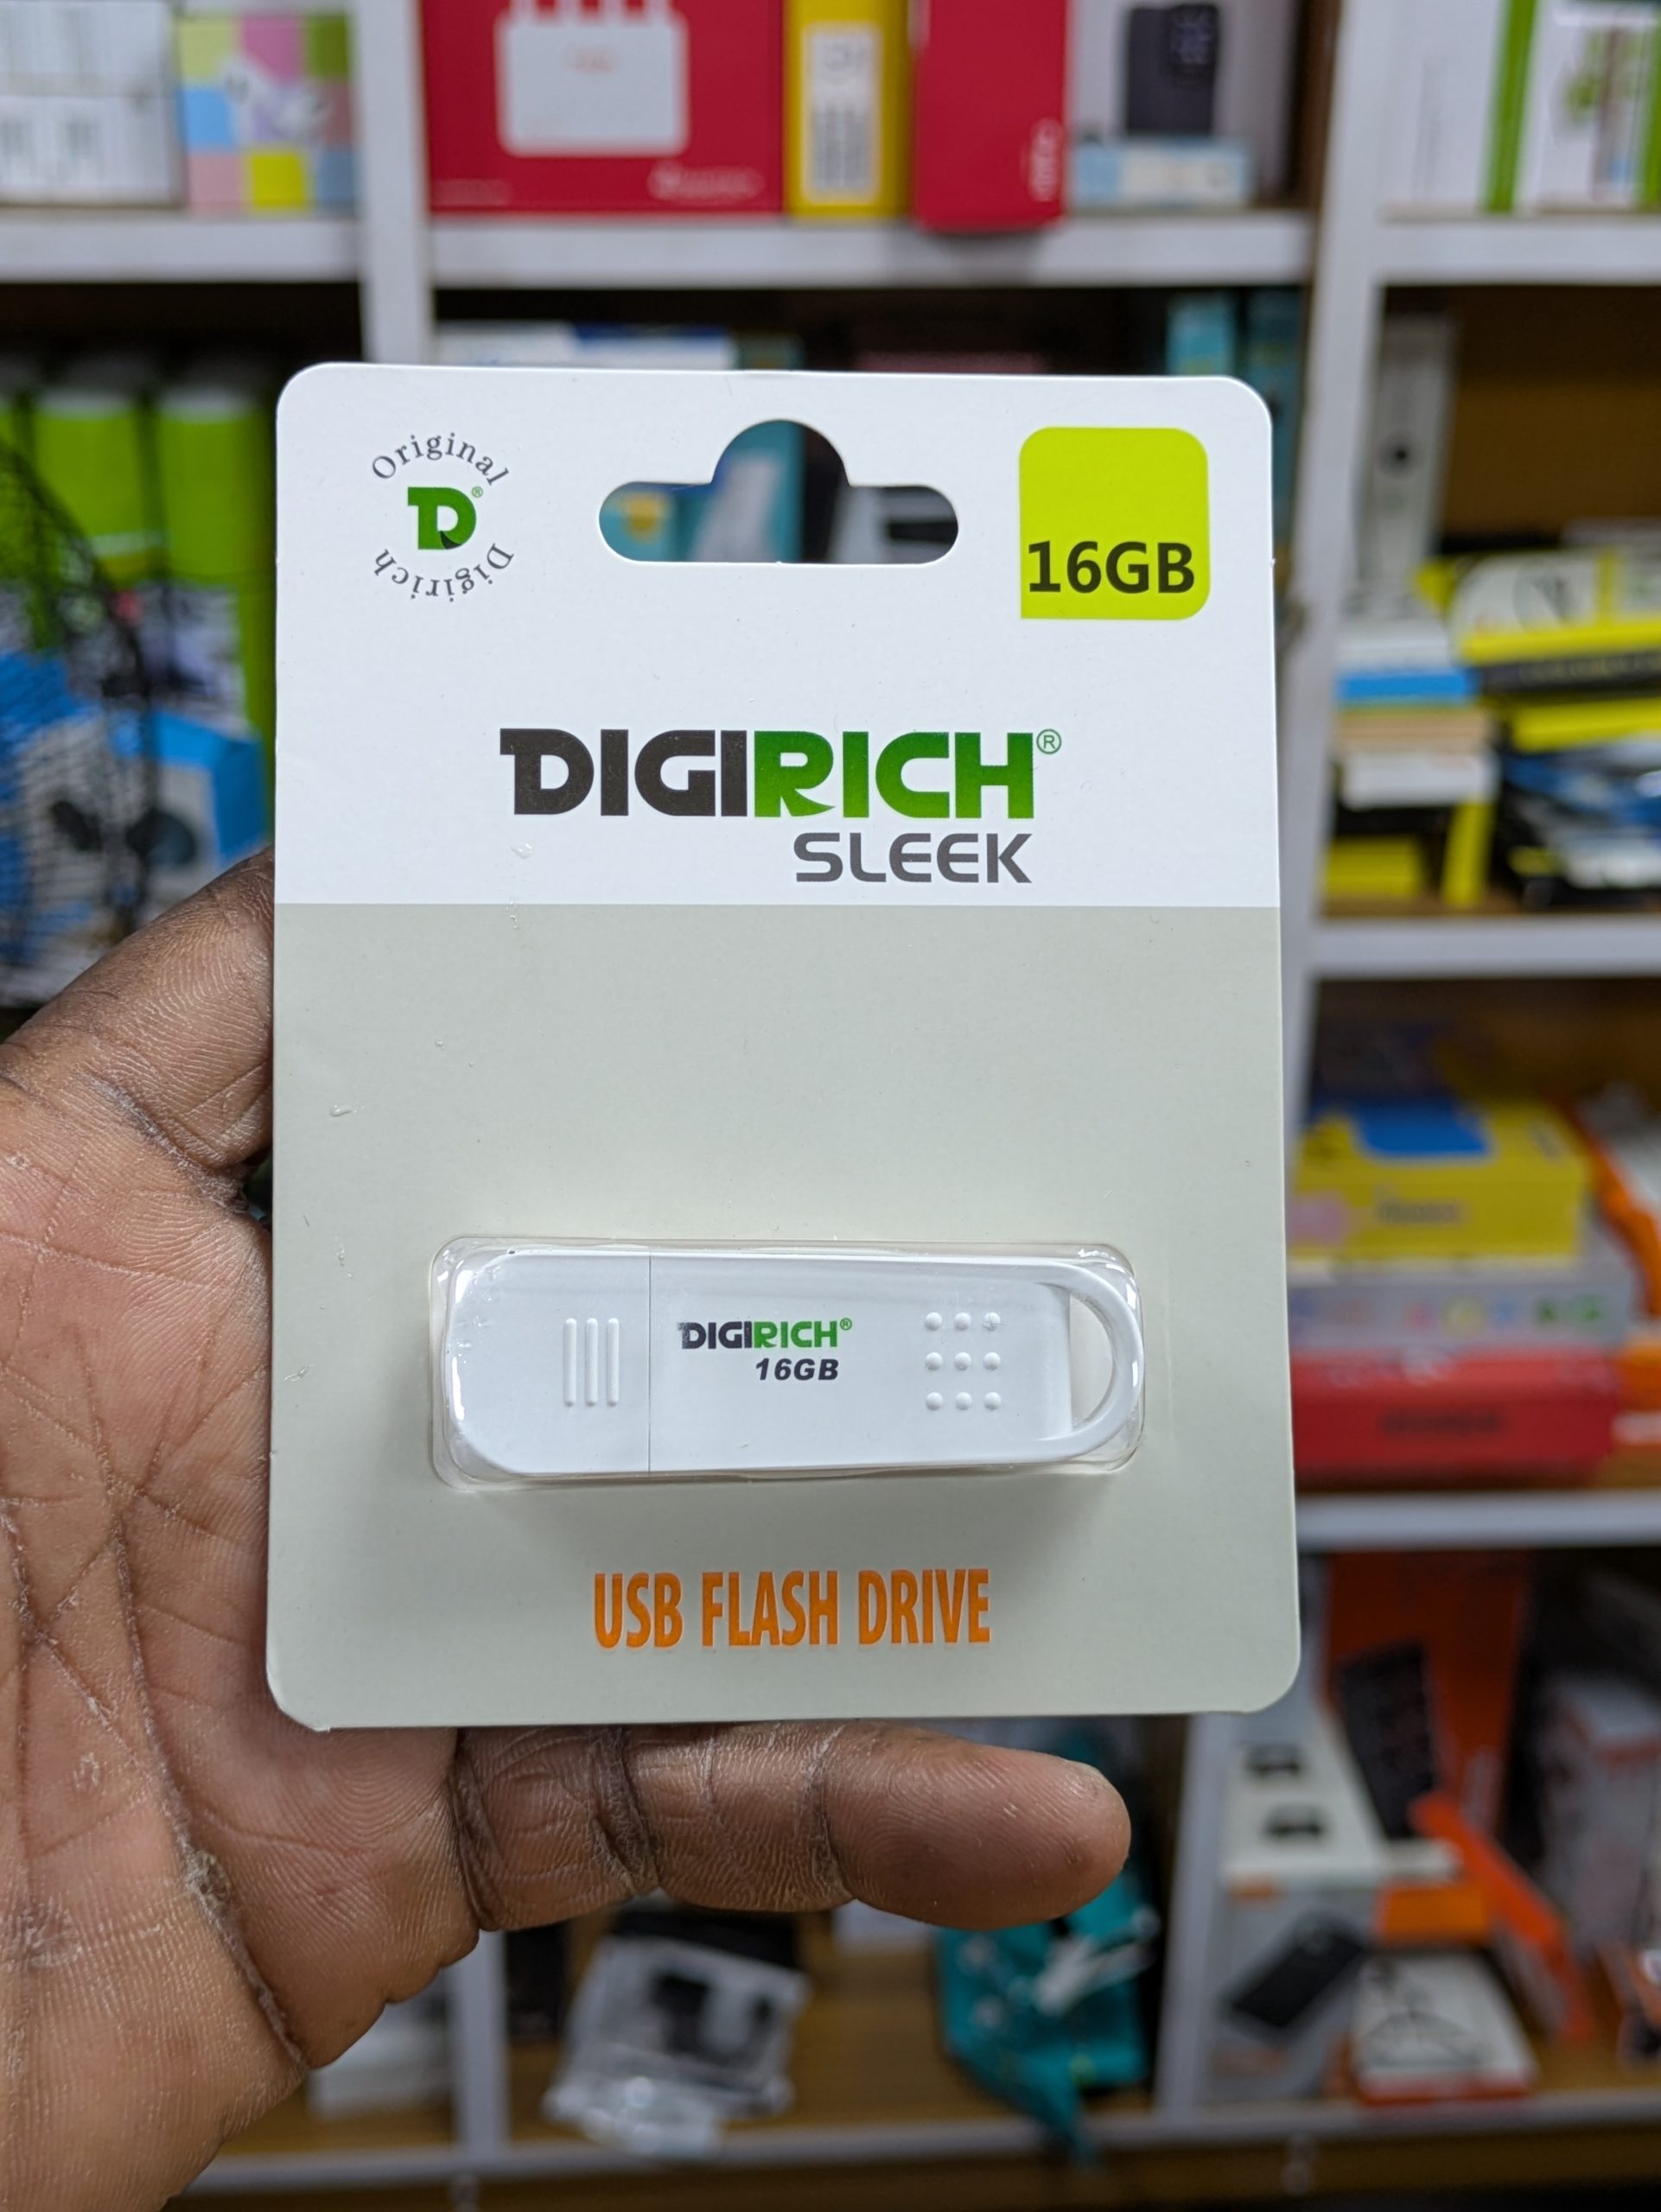 Original
D®
Digirich
16GB
DIGIRICH®
SLEEK
DIGIRICH®
16GB
USB FLASH DRIVE